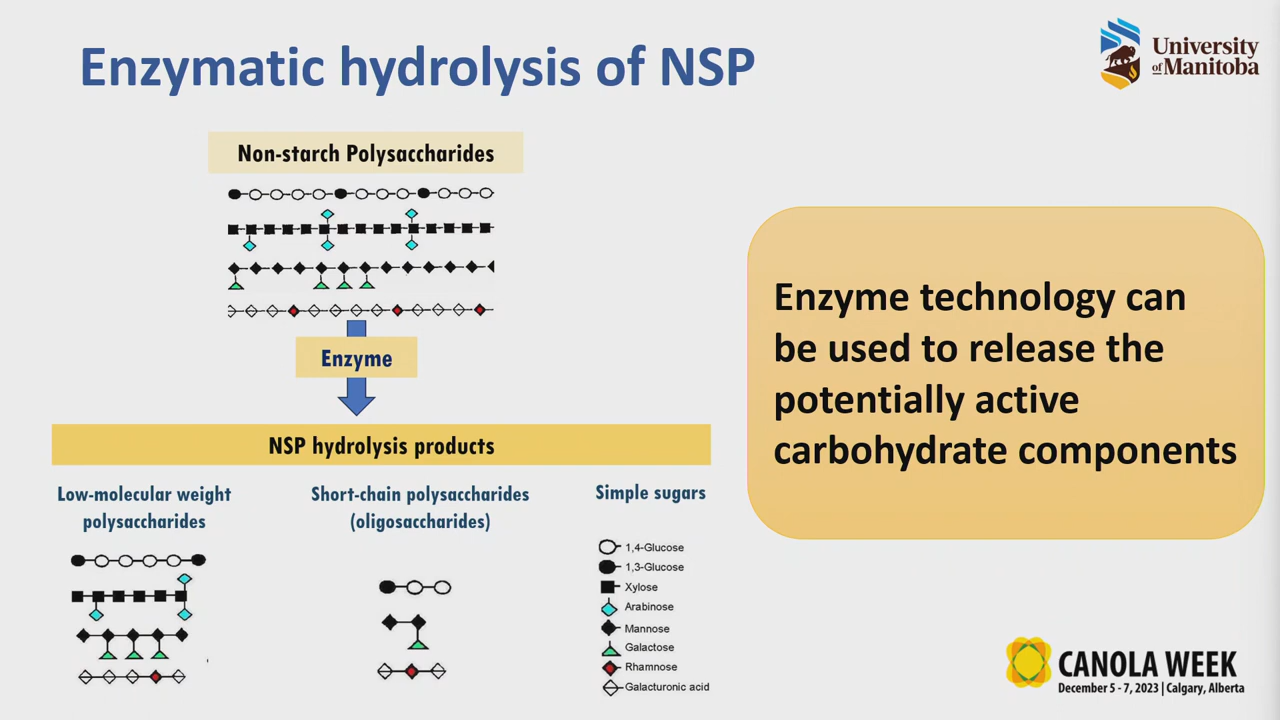 Enzymatic hydrolysis of NSP
University
of Manitoba
Non-starch Polysaccharides
Enzyme
NSP hydrolysis products
Low-molecular weight
polysaccharides
Short-chain polysaccharides
(oligosaccharides)
Simple sugars
1,4-Glucose
1,3-Glucose
Xylose
Arabinose
Mannose
Galactose
Rhamnose
Galacturonic acid
Enzyme technology can
be used to release the
potentially active
carbohydrate components
CANOLA WEEK
December 5 - 7, 2023 | Calgary, Alberta